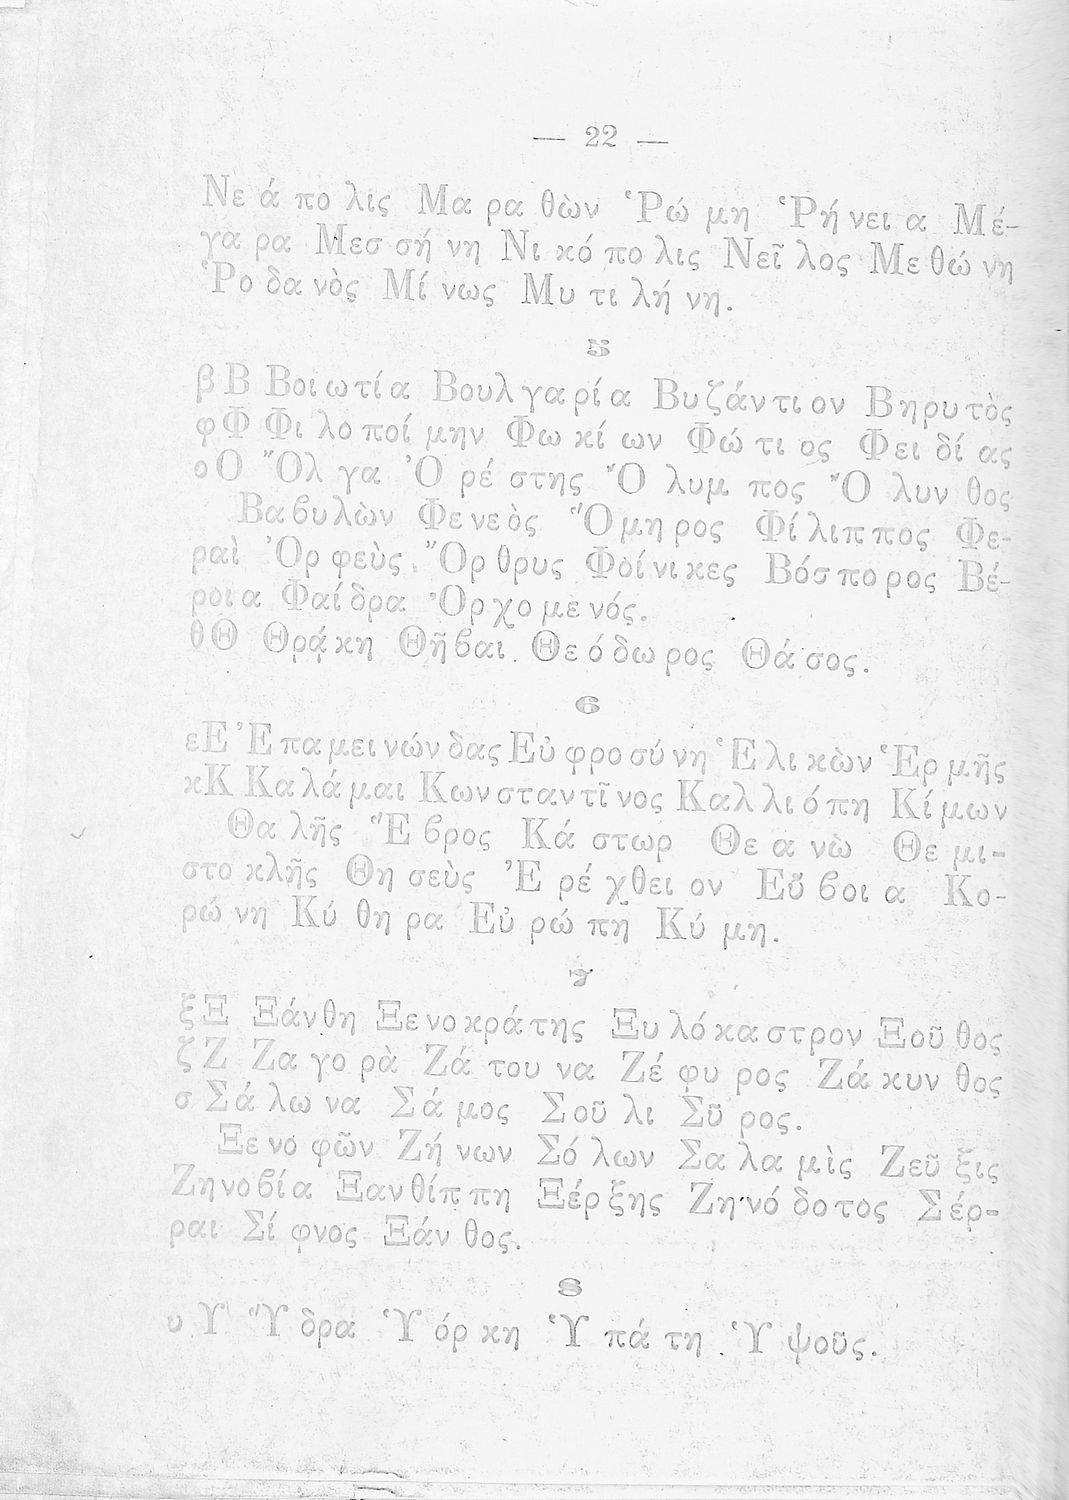 — 22 —
Νε ά πο λις Μα ρα θὼν Ῥώ μη Ῥή νει α Μέ-
γα ρα Μεσ σή νη Νι κό πο λις Νεῖ λος Με θώ νη
Ῥο δα νὸς Μί νως Μυ τι λή νη.
5
β Β Βοι ω τί α Βουλ γα ρί α Βυ ζάν τι ον Βη ρυ τὸς
φ Φ Φι λο ποί μην Φω κί ων Φώ τι ος Φει δί ας
ο Ο Ὄλ γα Ὀ ρέ στης Ὄ λυμ πος Ὄ λυν θος
Βα ϐυ λὼν Φε νε ὸς Ὅ μη ρος Φί λιπ πος Φε-
ραὶ Ὀρ φεὺς Ὄρ θρυς Φοί νι κες Βόσ πο ρος Βέ-
ροι α Φαί δρα Ὀρ χο με νός.
θ Θ Θρᾴ κη Θῆ ϐαι Θε ό δω ρος Θά σος.
6
ε Ε Ἐ πα μει νών δας Εὐ φρο σύ νη Ἑ λι κὼν Ἑρ μῆς
κ Κ Κα λά μαι Κων σταν τῖ νος Καλ λι ό πη Κί μων
Θα λῆς Ἕ ϐρος Κά στωρ Θε α νὼ Θε μι-
στο κλῆς Θη σεὺς Ἐ ρέ χθει ον Εὔ ϐοι α Κο-
ρώ νη Κύ θη ρα Εὐ ρώ πη Κύ μη.
7
ξ Ξ Ξάν θη Ξε νο κρά της Ξυ λό κα στρον Ξοῦ θος
ζ Ζ Ζα γο ρὰ Ζά του να Ζέ φυ ρος Ζά κυν θος
σ Σά λω να Σά μος Σοῦ λι Σῦ ρος.
Ξε νο φῶν Ζή νων Σό λων Σα λα μὶς Ζεῦ ξις
Ζη νο ϐί α Ξαν θίπ πη Ξέρ ξης Ζη νό δο τος Σέρ-
ραι Σί φνος Ξάν θος.
8
υ Υ Ὕ δρα Ὑ όρ κη Ὑ πά τη Ὑ ψοῦς.